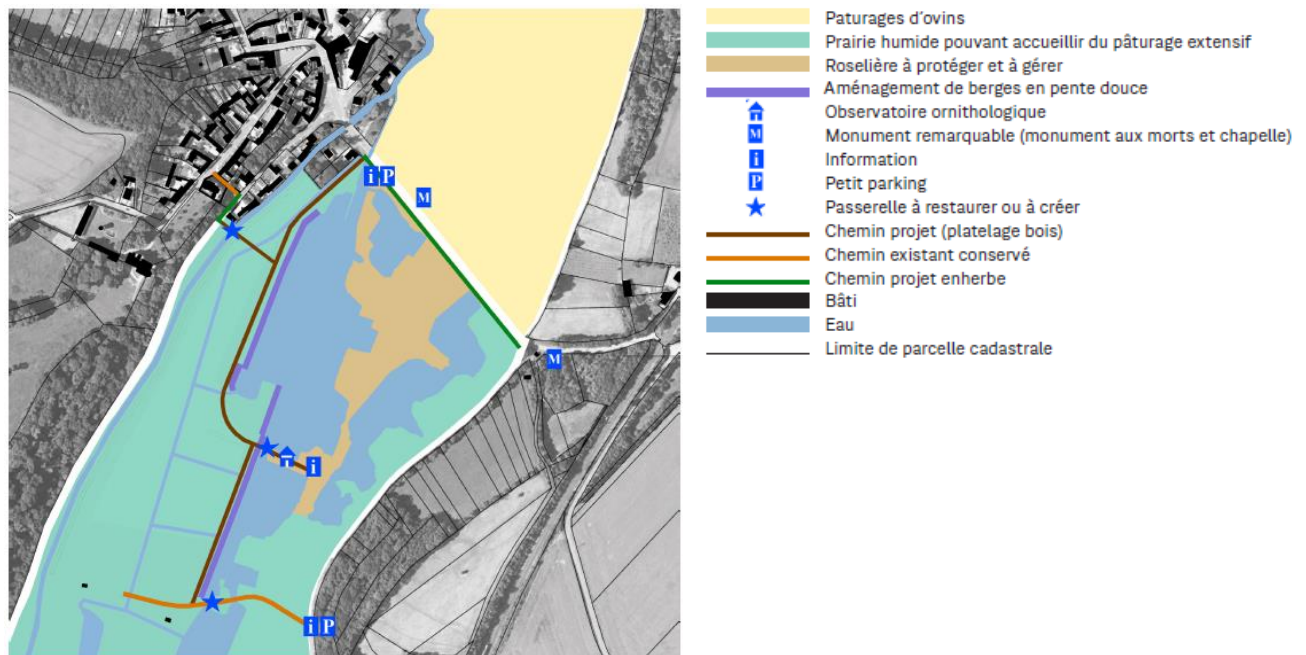 Paturages d'ovins
Prairie humide pouvant accueillir du pâturage extensif
Roselière à protéger et à gérer
Aménagement de berges en pente douce
Observatoire ornithologique
M Monument remarquable (monument aux morts et chapelle)
i Information
P Petit parking
Passerelle à restaurer ou à créer
Chemin projet (platelage bois)
Chemin existant conservé
Chemin projet enherbe
Bâti
Eau
Limite de parcelle cadastrale
i P
M
M
i
i P